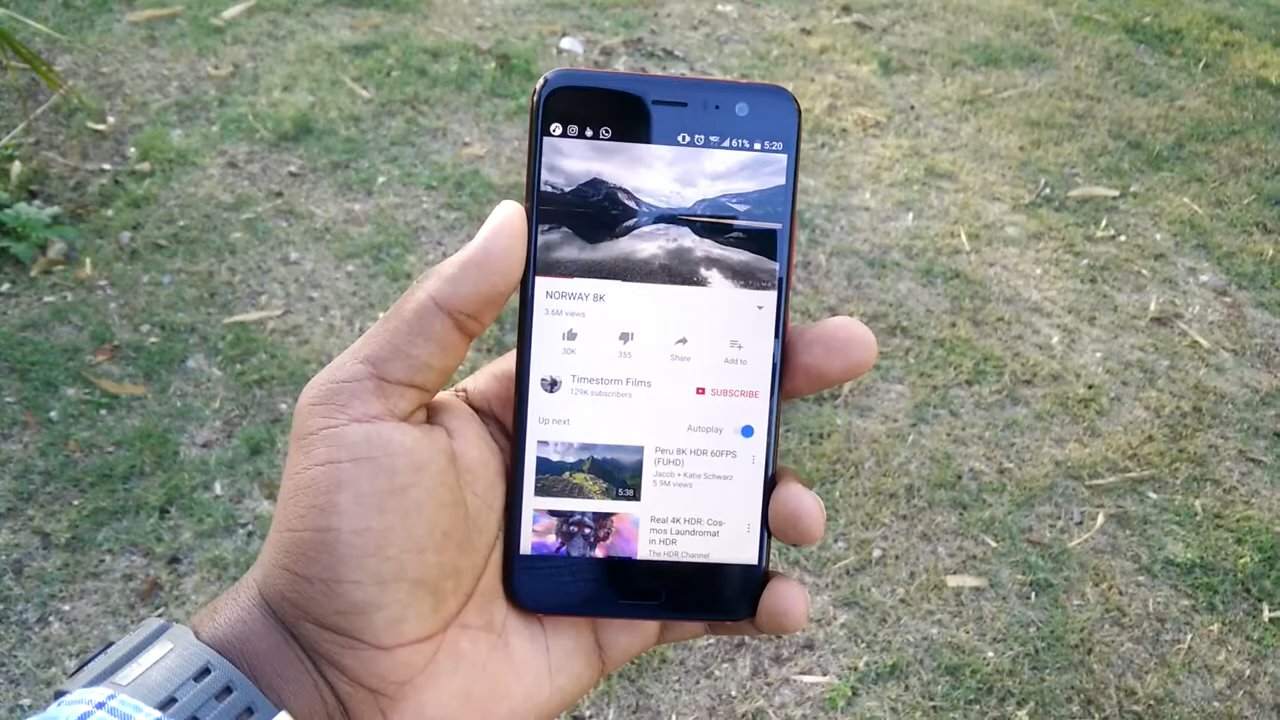 61% 5:20
NORWAY 8K
3.6M views
30K 355 Share Add to
Timestorm Films
129K subscribers
SUBSCRIBE
Up next
Autoplay
Peru 8K HDR 60FPS
(FUHD)
Jacob + Katie Schwarz
5.9M views
5:38
Real 4K HDR: Cos-
mos Laundromat
in HDR
The HDR Channel